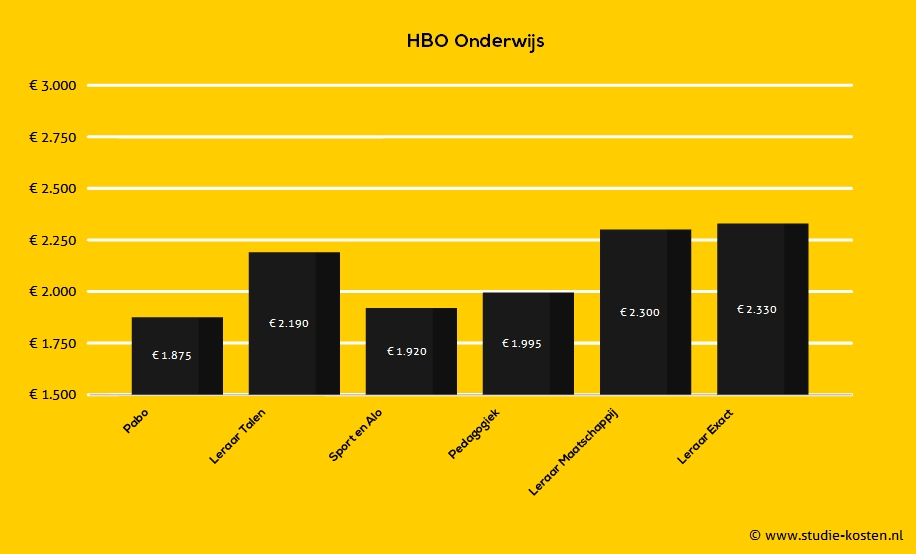 HBO Onderwijs
€ 3.000
€ 2.750
€ 2.500
€ 2.250
€ 2.000
€ 1.750
€ 1.500
€ 1.875
€ 2.190
€ 1.920
€ 1.995
€ 2.300
€ 2.330
Pabo
Leraar Talen
Sport en Alo
Pedagogiek
Leraar Maatschappij
Leraar Exact
© www.studie-kosten.nl